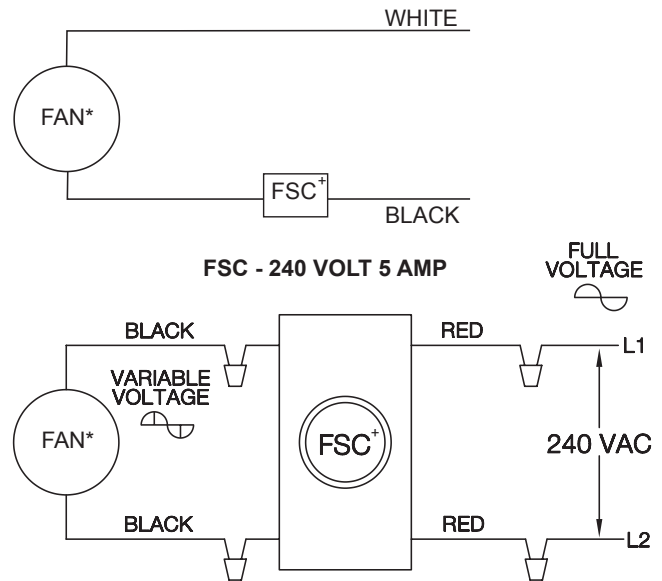 WHITE
FAN*
FSC+
BLACK
FSC - 240 VOLT 5 AMP
FULL
VOLTAGE
BLACK
RED
L1
VARIABLE
VOLTAGE
FAN*
FSC+
240 VAC
BLACK
RED
L2